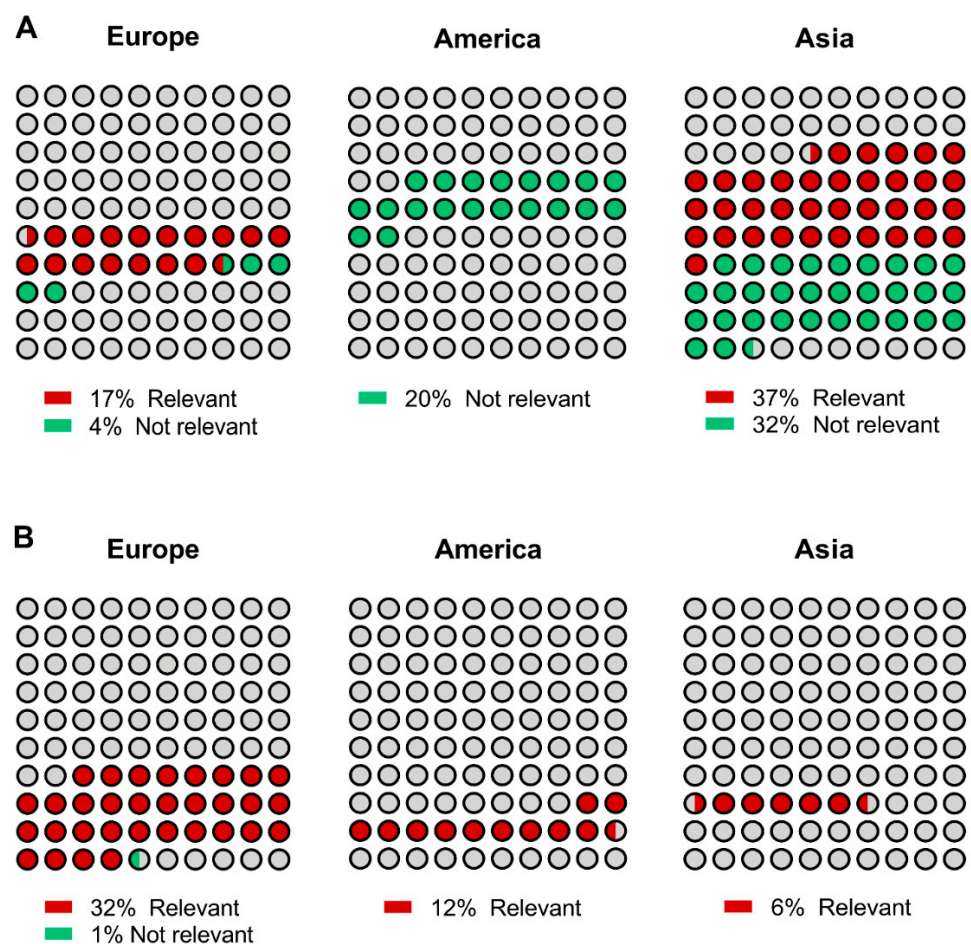 A
Europe
America
Asia
17% Relevant
4% Not relevant
20% Not relevant
37% Relevant
32% Not relevant
B
Europe
America
Asia
32% Relevant
1% Not relevant
12% Relevant
6% Relevant